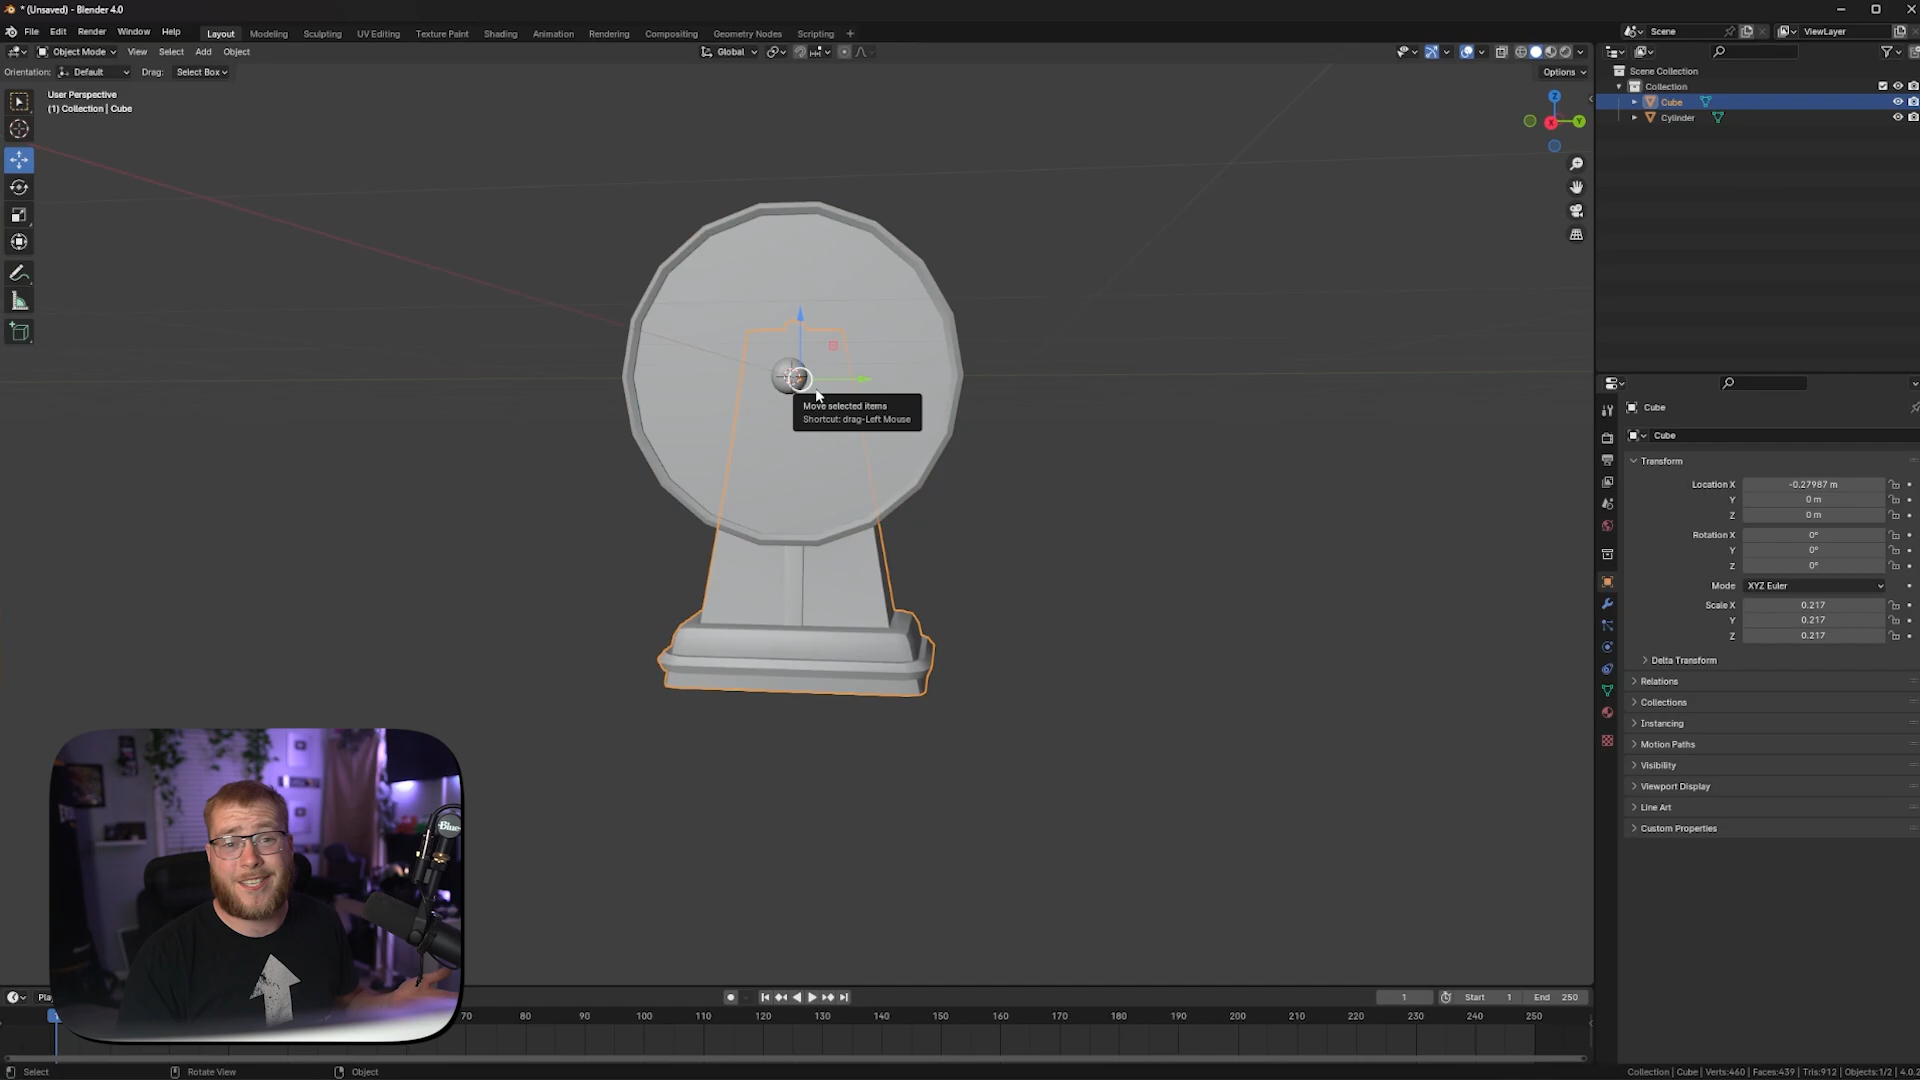 * (Unsaved) - Blender 4.0
File Edit Render Window Help Layout Modeling Sculpting UV Editing Texture Paint Shading Animation Rendering Compositing Geometry Nodes Scripting + Scene ViewLayer
Object Mode View Select Add Object Global
Orientation: Default Drag: Select Box Options
User Perspective
(1) Collection | Cube
Z
X
Y
Scene Collection
Collection
Cube
Cylinder
Move selected items
Shortcut: drag-Left Mouse
Cube
Cube
Transform
Location X -0.27987 m
Y 0 m
Z 0 m
Rotation X 0°
Y 0°
Z 0°
Mode XYZ Euler
Scale X 0.217
Y 0.217
Z 0.217
Delta Transform
Relations
Collections
Instancing
Motion Paths
Visibility
Viewport Display
Line Art
Custom Properties
Blue
1 Start 1 End 250
70 80 90 100 110 120 130 140 150 160 170 180 190 200 210 220 230 240 250
Select Rotate View Object Collection | Cube | Verts:460 | Faces:439 | Tris:912 | Objects:1/2 | 4.0.2